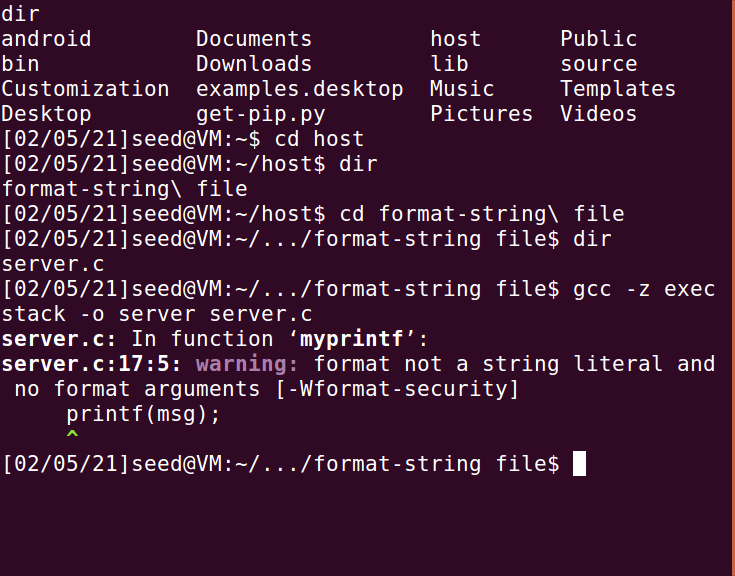 dir
android        Documents         host      Public
bin            Downloads         lib       source
Customization  examples.desktop  Music     Templates
Desktop        get-pip.py        Pictures  Videos
[02/05/21]seed@VM:~$ cd host
[02/05/21]seed@VM:~/host$ dir
format-string\ file
[02/05/21]seed@VM:~/host$ cd format-string\ file
[02/05/21]seed@VM:~/.../format-string file$ dir
server.c
[02/05/21]seed@VM:~/.../format-string file$ gcc -z exec
stack -o server server.c
server.c: In function ‘myprintf’:
server.c:17:5: warning: format not a string literal and
 no format arguments [-Wformat-security]
     printf(msg);
     ^
[02/05/21]seed@VM:~/.../format-string file$